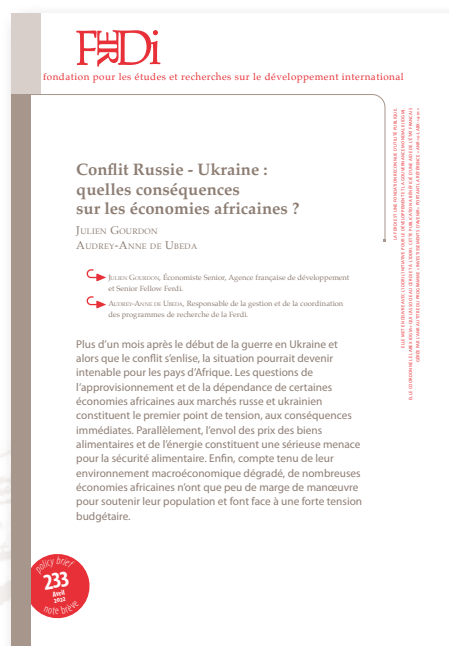 FERDi
fondation pour les études et recherches sur le développement international
Conflit Russie - Ukraine :
quelles conséquences
sur les économies africaines ?
Julien Gourdon
Audrey-Anne de Ubeda
Julien Gourdon, Économiste Senior, Agence française de développement
et Senior Fellow Ferdi.
Audrey-Anne de Ubeda, Responsable de la gestion et de la coordination
des programmes de recherche de la Ferdi.
Plus d'un mois après le début de la guerre en Ukraine et
alors que le conflit s'enlise, la situation pourrait devenir
intenable pour les pays d'Afrique. Les questions de
l'approvisionnement et de la dépendance de certaines
économies africaines aux marchés russe et ukrainien
constituent le premier point de tension, aux conséquences
immédiates. Parallèlement, l'envol des prix des biens
alimentaires et de l'énergie constituent une sérieuse menace
pour la sécurité alimentaire. Enfin, compte tenu de leur
environnement macroéconomique dégradé, de nombreuses
économies africaines n'ont que peu de marge de manœuvre
pour soutenir leur population et font face à une forte tension
budgétaire.
policy brief
233
Avril
2022
note brève
LA FERDI EST UNE FONDATION RECONNUE D'UTILITÉ PUBLIQUE.